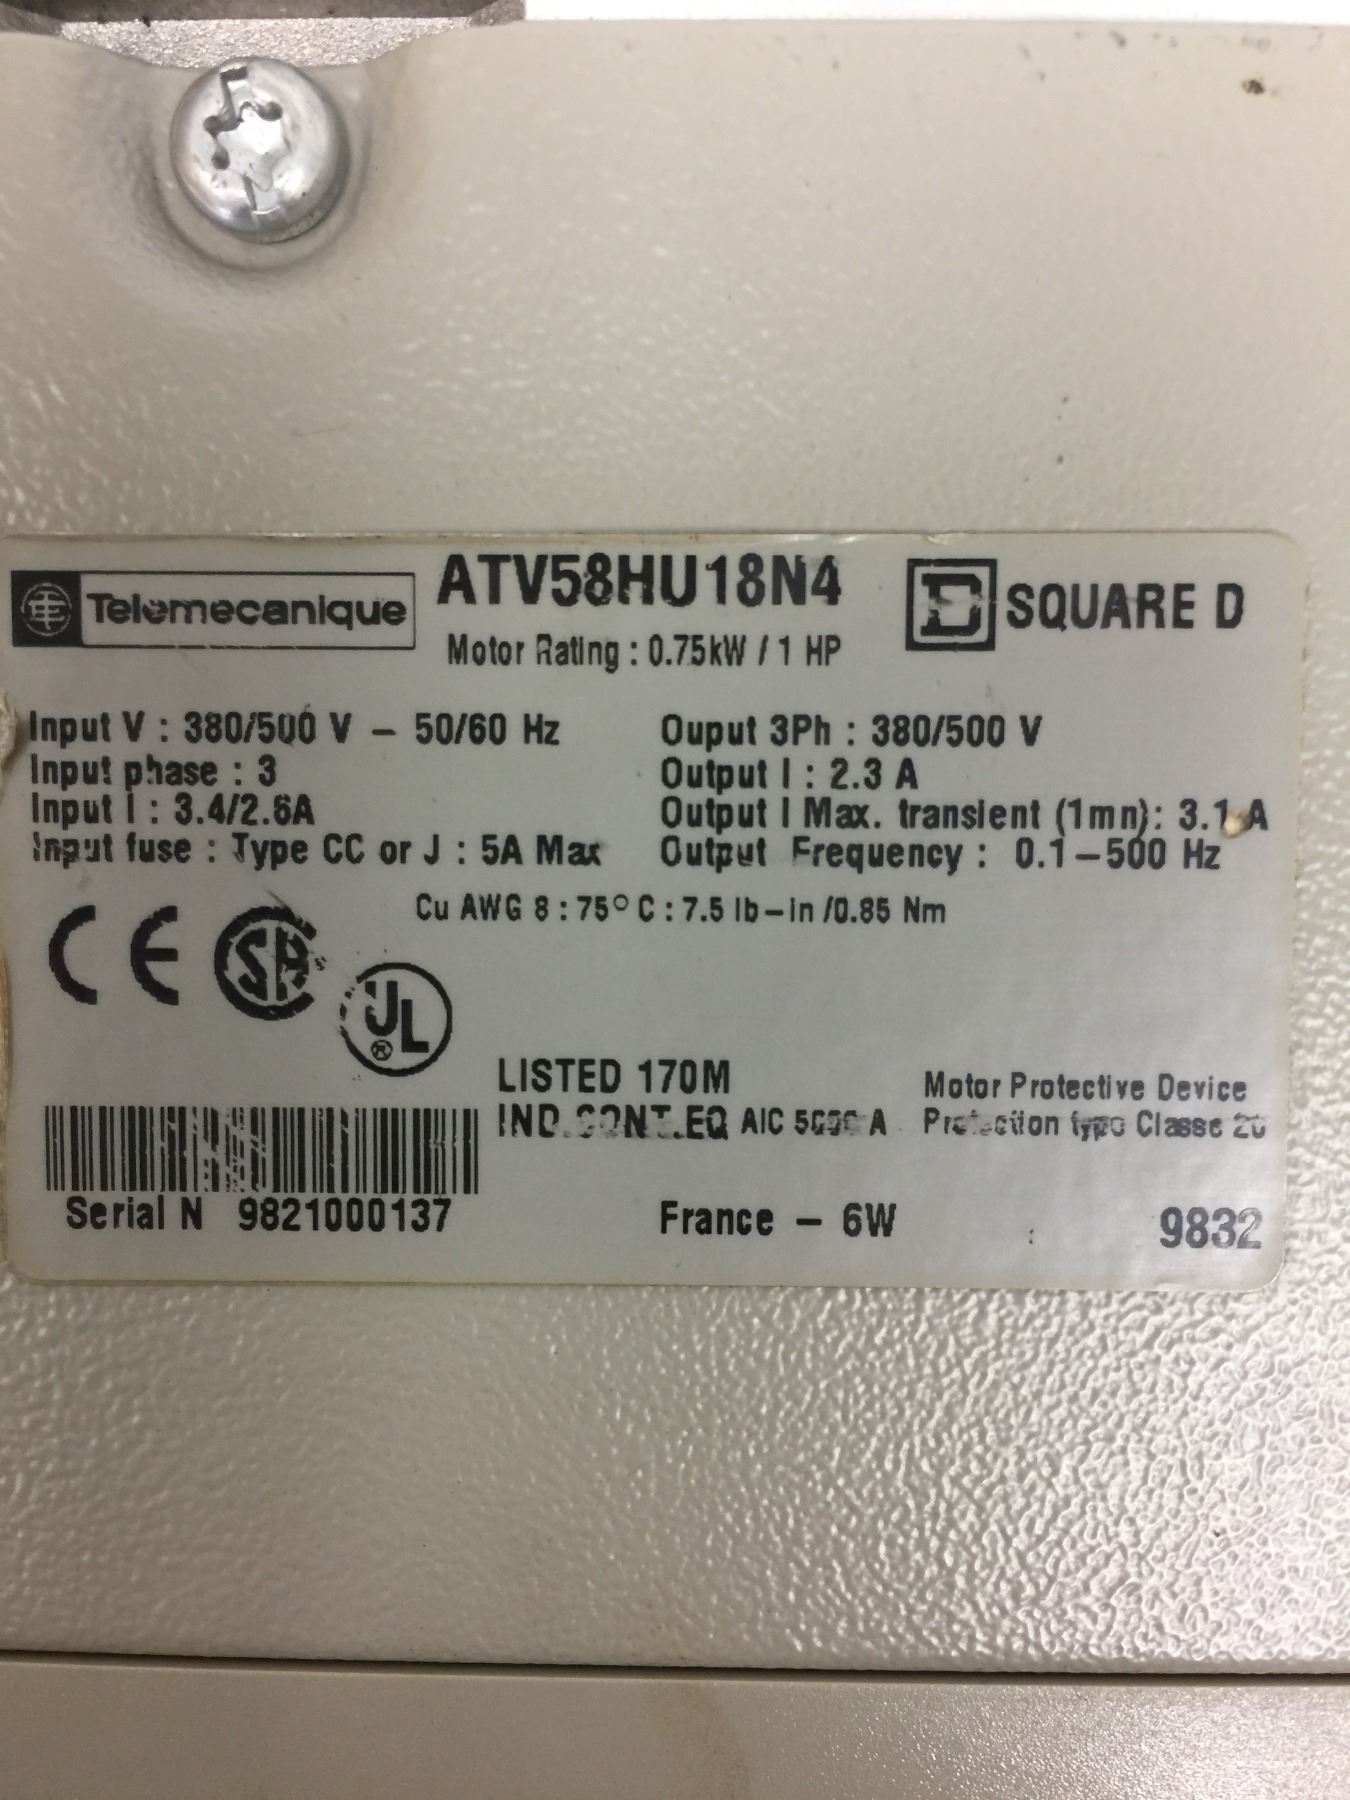 Telemecanique
ATV58HU18N4
SQUARE D
Motor Rating : 0.75kW / 1 HP
Input V : 380/500 V – 50/60 Hz
Input phase : 3
Input I : 3.4/2.6A
Input fuse : Type CC or J : 5A Max
Ouput 3Ph : 380/500 V
Output I : 2.3 A
Output I Max. transient (1mn): 3.1 A
Output Frequency : 0.1–500 Hz
Cu AWG 8 : 75° C : 7.5 lb–in /0.85 Nm
CE
SA
UL
®
LISTED 170M
IND.CONT.EQ AIC 5000 A
Motor Protective Device
Protection type Classe 20
Serial N 9821000137
France – 6W
: 9832